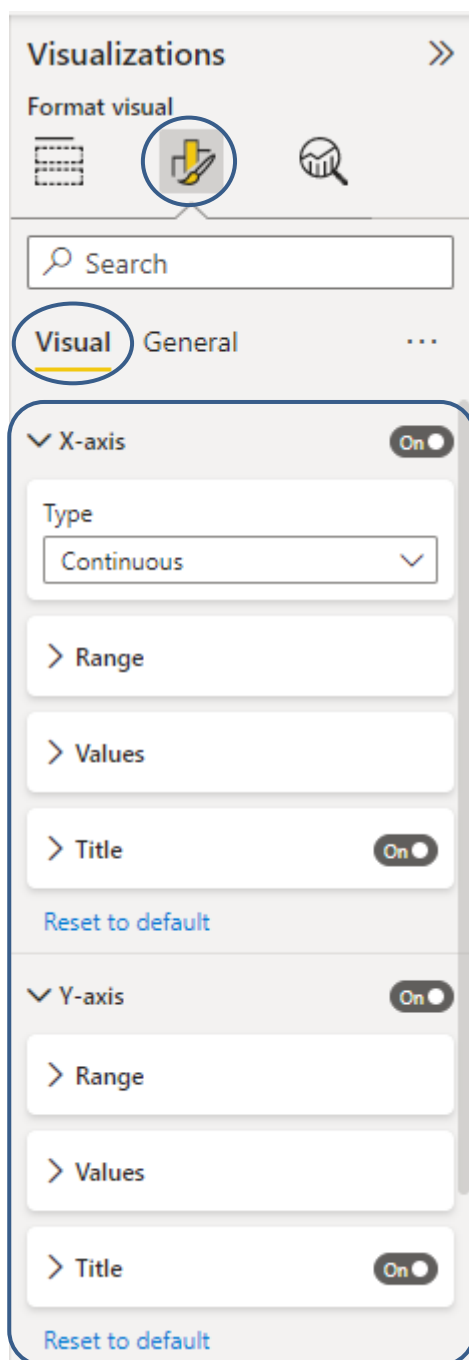 Visualizations
Format visual
Search
Visual General
X-axis On
Type
Continuous
Range
Values
Title On
Reset to default
Y-axis On
Range
Values
Title On
Reset to default